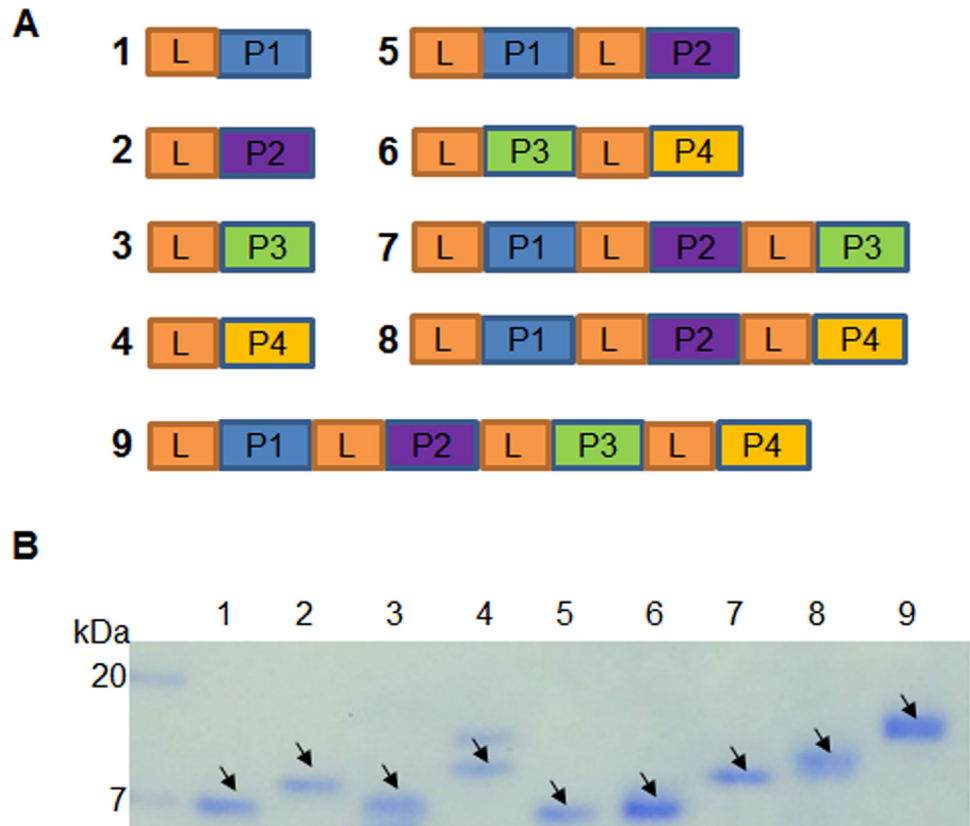 A
1 L P1 5 L P1 L P2
2 L P2 6 L P3 L P4
3 L P3 7 L P1 L P2 L P3
4 L P4 8 L P1 L P2 L P4
9 L P1 L P2 L P3 L P4
B
1 2 3 4 5 6 7 8 9
kDa
20
7